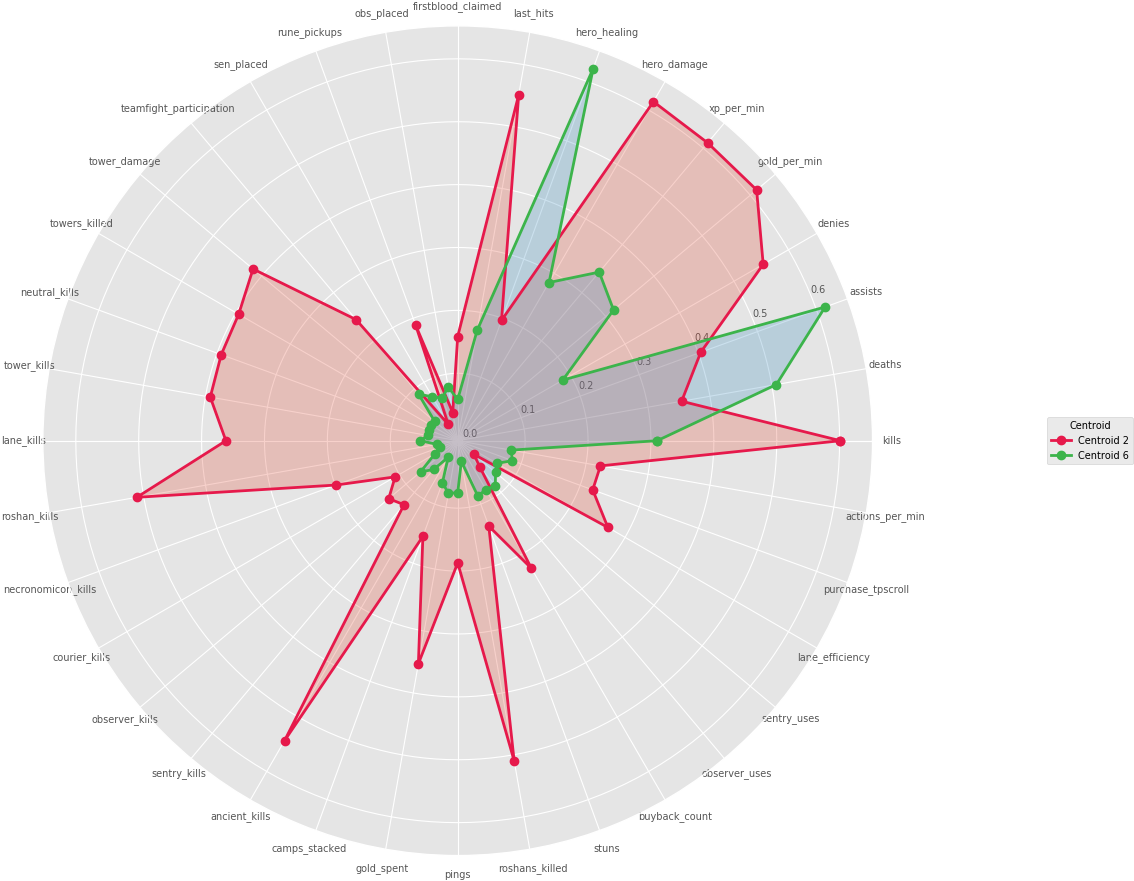 firstblood_claimed
obs_placed
last_hits
rune_pickups
hero_healing
sen_placed
hero_damage
teamfight_participation
xp_per_min
tower_damage
gold_per_min
towers_killed
denies
neutral_kills
assists
0.6
0.5
0.4
0.3
0.2
0.1
0.0
tower_kills
deaths
lane_kills
kills
Centroid
Centroid 2
Centroid 6
roshan_kills
actions_per_min
necronomicon_kills
purchase_tpscroll
courier_kills
lane_efficiency
observer_kills
sentry_uses
sentry_kills
observer_uses
ancient_kills
buyback_count
camps_stacked
stuns
gold_spent
roshans_killed
pings